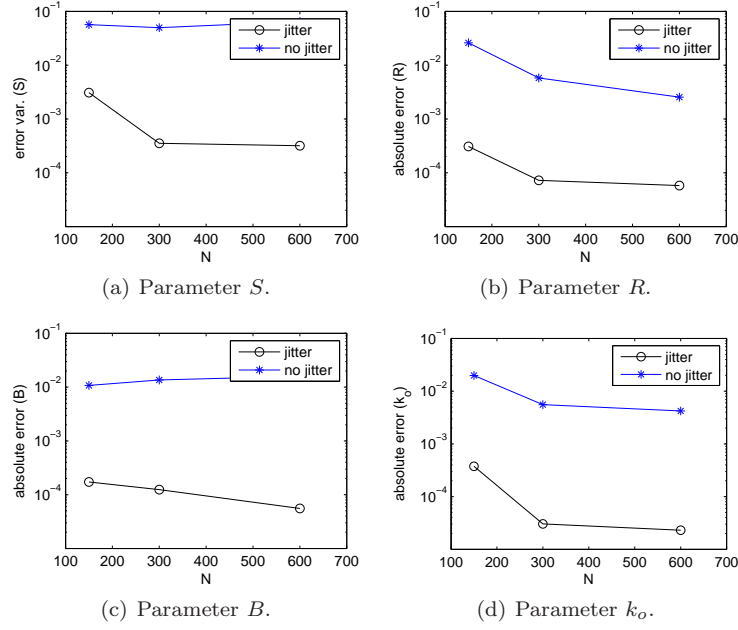 10^{-1}
10^{-2}
10^{-3}
10^{-4}
error var. (S)
jitter
no jitter
100 200 300 400 500 600 700
N
(a) Parameter S.
10^{-1}
10^{-2}
10^{-3}
10^{-4}
absolute error (R)
jitter
no jitter
100 200 300 400 500 600 700
N
(b) Parameter R.
10^{-1}
10^{-2}
10^{-3}
10^{-4}
absolute error (B)
jitter
no jitter
100 200 300 400 500 600 700
N
(c) Parameter B.
10^{-1}
10^{-2}
10^{-3}
10^{-4}
absolute error (k_o)
jitter
no jitter
100 200 300 400 500 600 700
N
(d) Parameter k_o.